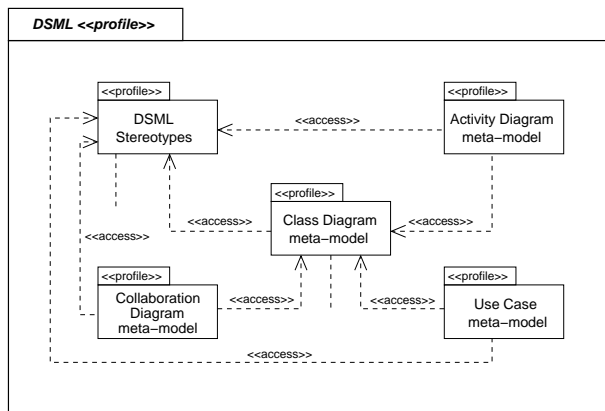 DSML <<profile>>
<<profile>>
DSML
Stereotypes
<<access>>
<<profile>>
Activity Diagram
meta−model
<<profile>>
<<access>>
Class Diagram
meta−model
<<access>>
<<access>>
<<profile>>
Collaboration
Diagram
meta−model
<<access>>
<<access>>
<<profile>>
Use Case
meta−model
<<access>>